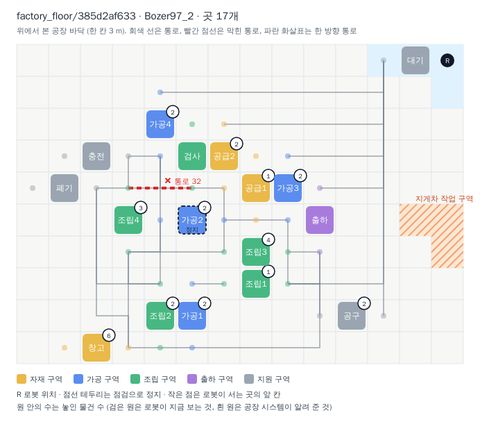 factory_floor/385d2af633 · Bozer97_2 · 곳 17개
위에서 본 공장 바닥 (한 칸 3 m). 회색 선은 통로, 빨간 점선은 막힌 통로, 파란 화살표는 한 방향 통로
대기
R
2
가공4
충전
검사
2
공급2
폐기
✕ 통로 32
1
공급1
2
가공3
지게차 작업 구역
3
조립4
2
가공2
정지
출하
4
조립3
1
조립1
2
조립2
2
가공1
2
공구
6
창고
자재 구역
가공 구역
조립 구역
출하 구역
지원 구역
R 로봇 위치 · 점선 테두리는 점검으로 정지 · 작은 점은 로봇이 서는 곳의 앞 칸
원 안의 수는 놓인 물건 수 (검은 원은 로봇이 지금 보는 것, 흰 원은 공장 시스템이 알려 준 것)